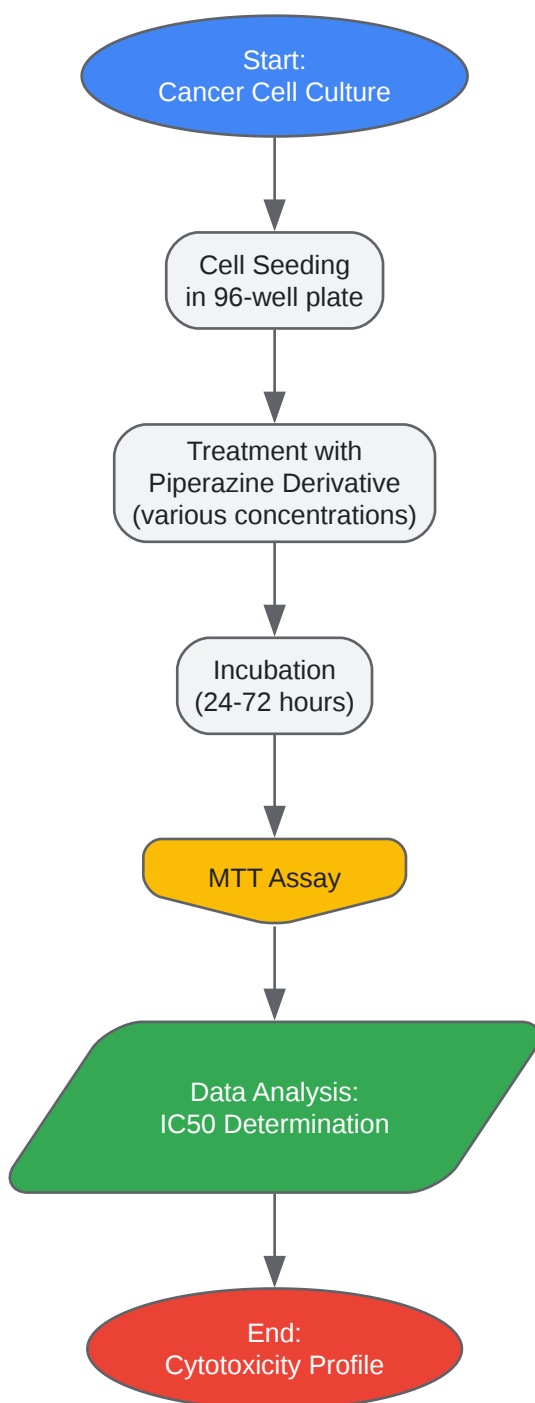 Start:
Cancer Cell Culture
Cell Seeding
in 96-well plate
Treatment with
Piperazine Derivative
(various concentrations)
Incubation
(24-72 hours)
MTT Assay
Data Analysis:
IC50 Determination
End:
Cytotoxicity Profile